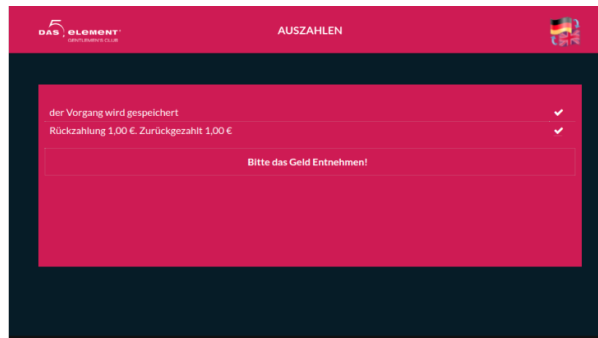 DAS 5 ELEMENT
GENTLEMEN'S CLUB
AUSZAHLEN
der Vorgang wird gespeichert
Rückzahlung 1,00 €. Zurückgezahlt 1,00 €
Bitte das Geld Entnehmen!